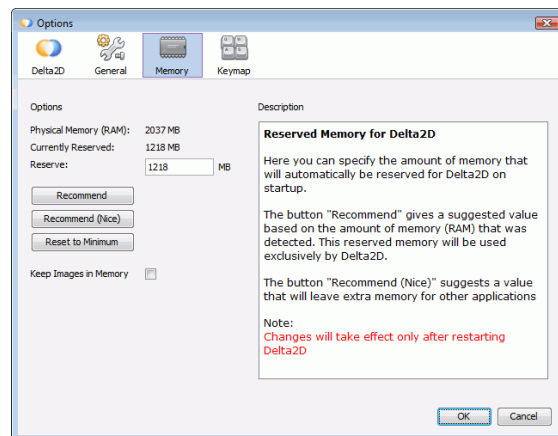 Options
Delta2D General Memory Keymap
Options
Physical Memory (RAM): 2037 MB
Currently Reserved: 1218 MB
Reserve: 1218 MB
Recommend
Recommend (Nice)
Reset to Minimum
Keep Images in Memory
Description
Reserved Memory for Delta2D
Here you can specify the amount of memory that
will automatically be reserved for Delta2D on
startup.
The button "Recommend" gives a suggested value
based on the amount of memory (RAM) that was
detected. This reserved memory will be used
exclusively by Delta2D.
The button "Recommend (Nice)" suggests a value
that will leave extra memory for other applications
Note:
Changes will take effect only after restarting
Delta2D
OK Cancel